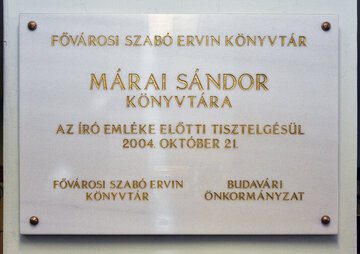 FŐVÁROSI SZABÓ ERVIN KÖNYVTÁR
MÁRAI SÁNDOR
KÖNYVTÁRA
AZ ÍRÓ EMLÉKE ELŐTTI TISZTELGÉSÜL
2004. OKTÓBER 21.
FŐVÁROSI SZABÓ ERVIN
KÖNYVTÁR
BUDAVÁRI
ÖNKORMÁNYZAT